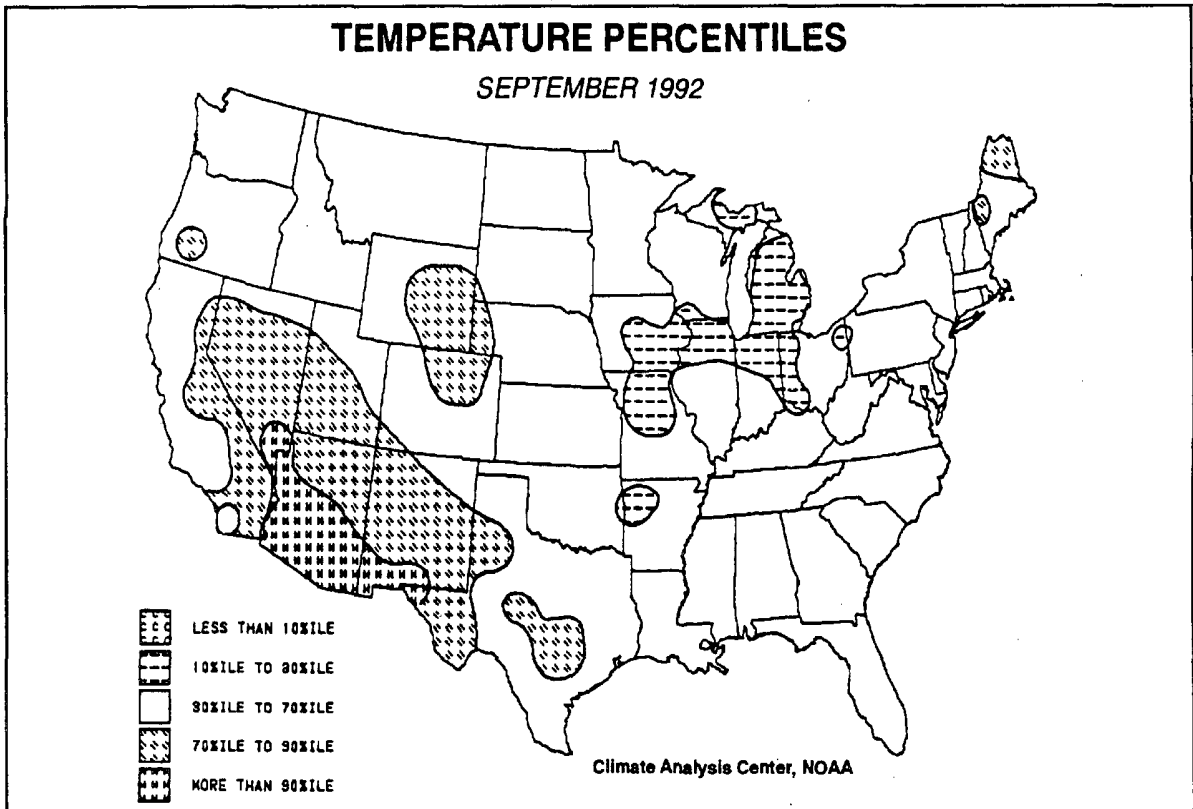 TEMPERATURE PERCENTILES
SEPTEMBER 1992
LESS THAN 10%ILE
10%ILE TO 30%ILE
30%ILE TO 70%ILE
70%ILE TO 90%ILE
MORE THAN 90%ILE
Climate Analysis Center, NOAA